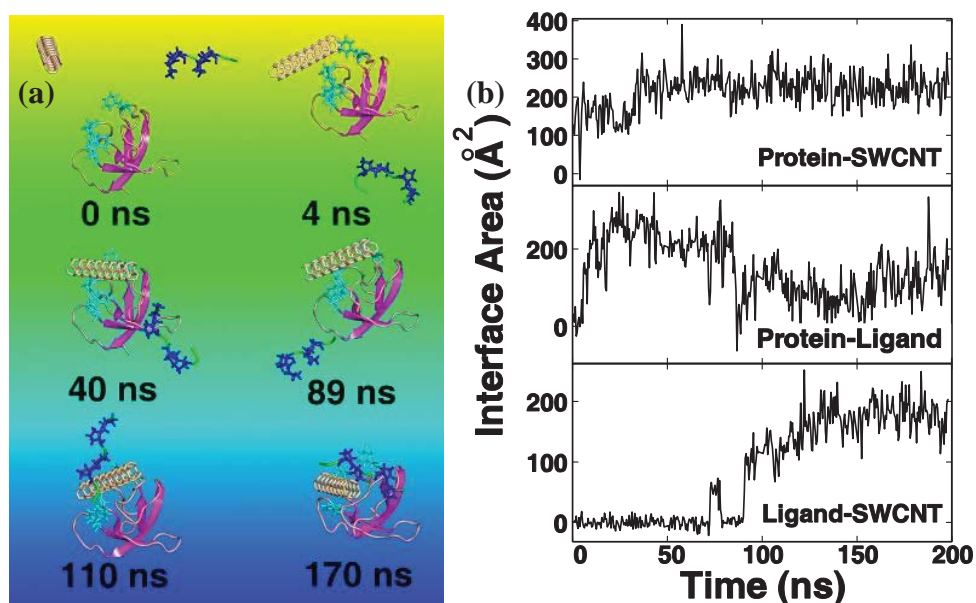 (a)
0 ns
4 ns
40 ns
89 ns
110 ns
170 ns
(b)
Interface Area (Å²)
400
300
200
100
0
Protein-SWCNT
200
0
Protein-Ligand
200
100
0
Ligand-SWCNT
0 50 100 150 200
Time (ns)